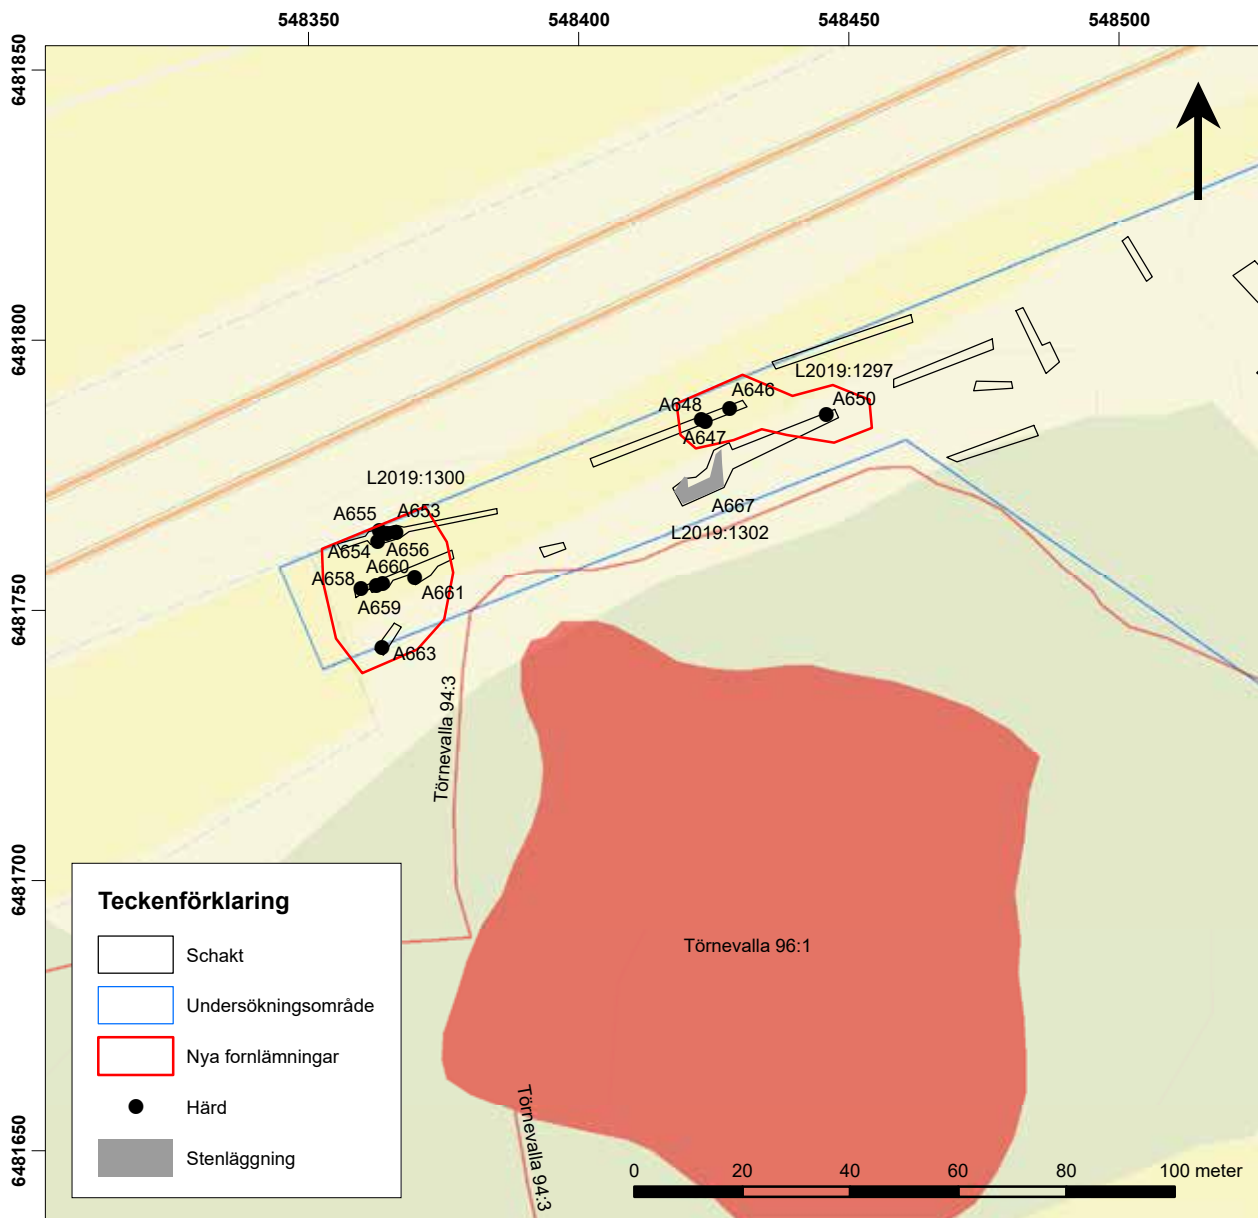 548350
548400
548450
548500
6481850
6481800
6481750
6481700
6481650
L2019:1297
A646
A648
A650
A647
L2019:1300
A655
A653
A667
L2019:1302
A654
A656
A660
A658
A661
A659
A663
Törnevalla 94:3
Törnevalla 96:1
Törnevalla 94:3
Teckenförklaring
Schakt
Undersökningsområde
Nya fornlämningar
Härd
Stenläggning
0 20 40 60 80 100 meter